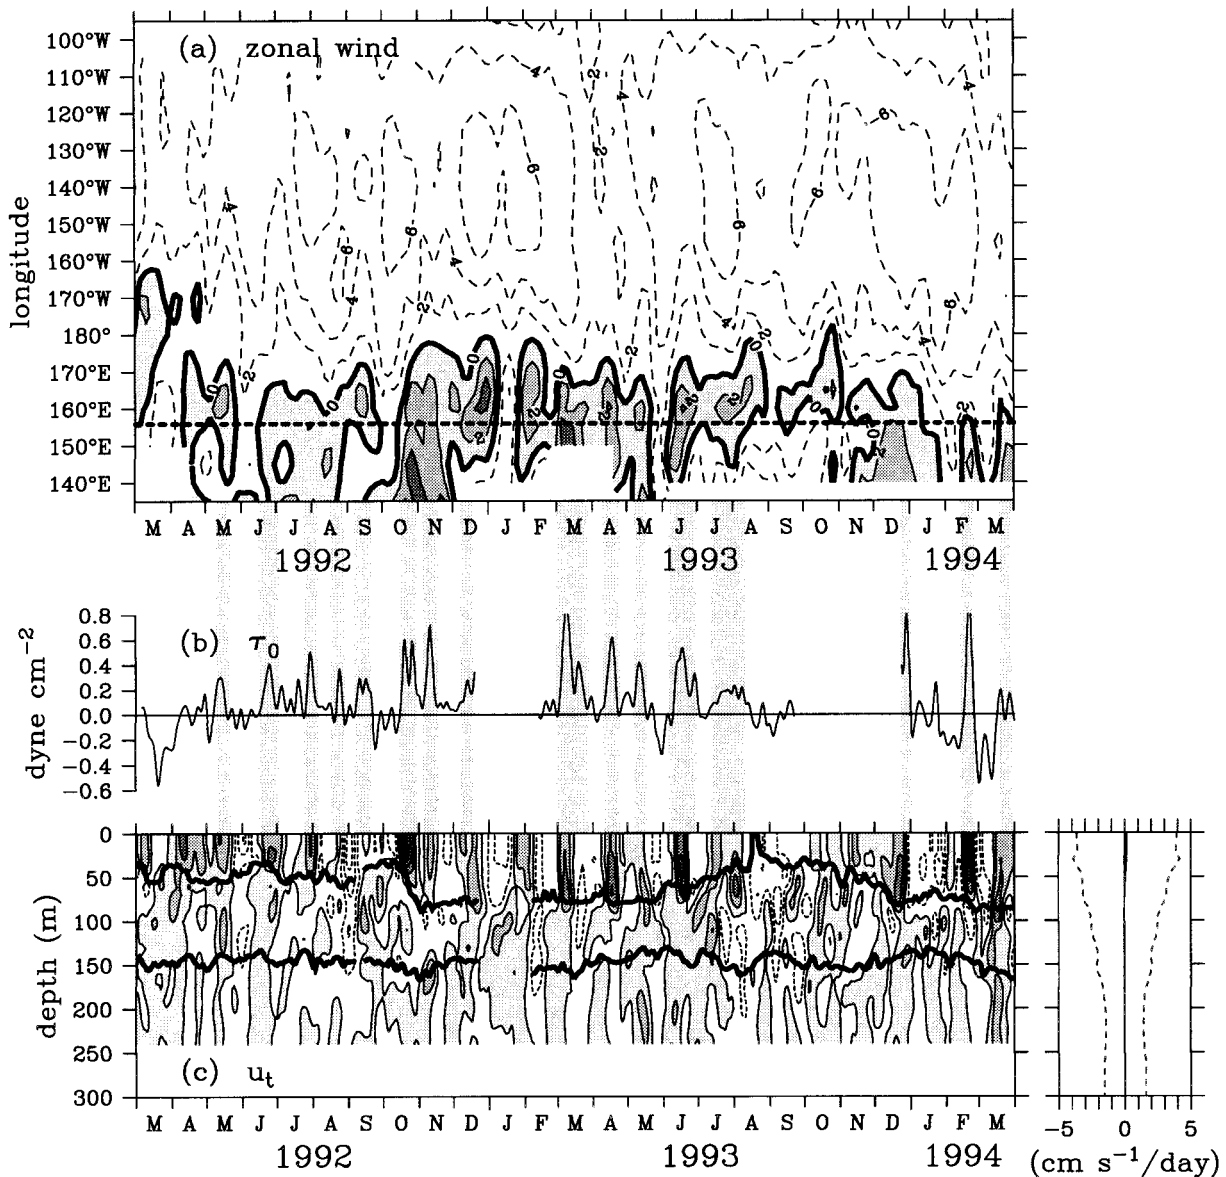 (a) zonal wind
longitude
100°W
110°W
120°W
130°W
140°W
150°W
160°W
170°W
180°
170°E
160°E
150°E
140°E
M A M J J A S O N D J F M A M J J A S O N D J F M
1992 1993 1994
(b) τ0
dyne cm−2
0.8
0.6
0.4
0.2
0.0
−0.2
−0.4
−0.6
depth (m)
0
50
100
150
200
250
300
(c) ut
M A M J J A S O N D J F M A M J J A S O N D J F M
1992 1993 1994
−5 0 5
(cm s−1/day)